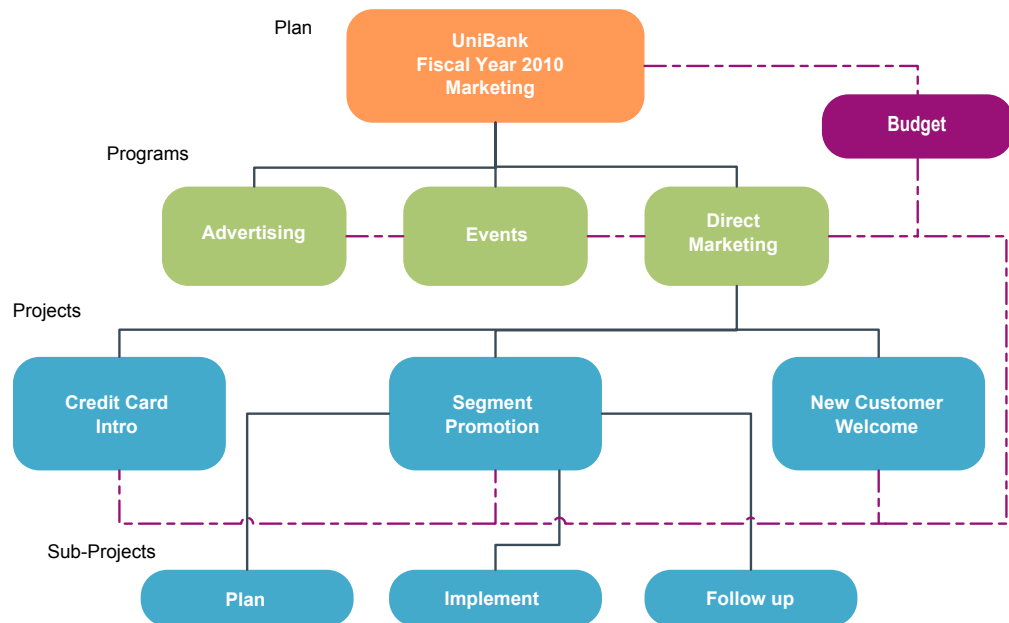 Plan
UniBank
Fiscal Year 2010
Marketing
Budget
Programs
Advertising
Events
Direct
Marketing
Projects
Credit Card
Intro
Segment
Promotion
New Customer
Welcome
Sub-Projects
Plan
Implement
Follow up